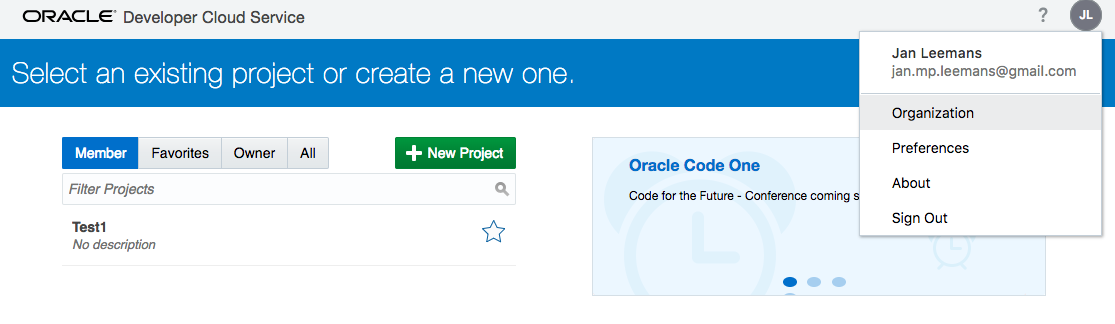 ORACLE® Developer Cloud Service
? JL
Jan Leemans
jan.mp.leemans@gmail.com
Select an existing project or create a new one.
Organization
Preferences
About
Sign Out
Member Favorites Owner All + New Project
Filter Projects
Test1
No description
Oracle Code One
Code for the Future - Conference coming s